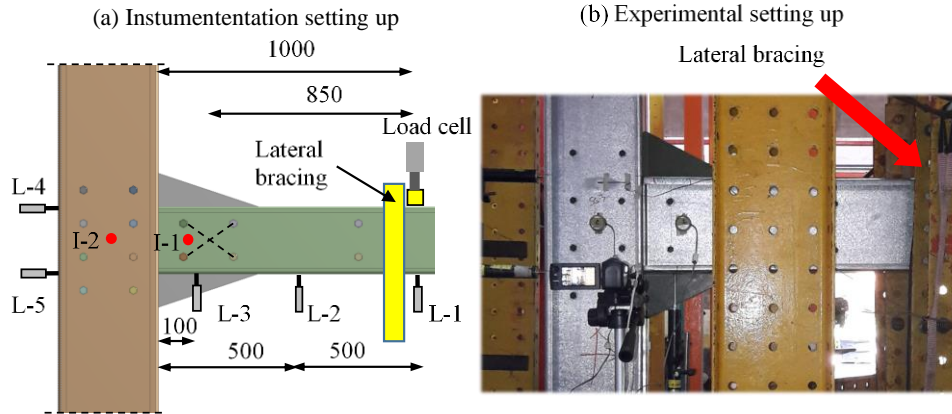 (a) Instumententation setting up
(b) Experimental setting up
1000
Lateral bracing
850
Load cell
Lateral
bracing
L-4
I-2
I-1
L-5
L-3
L-2
L-1
100
500
500